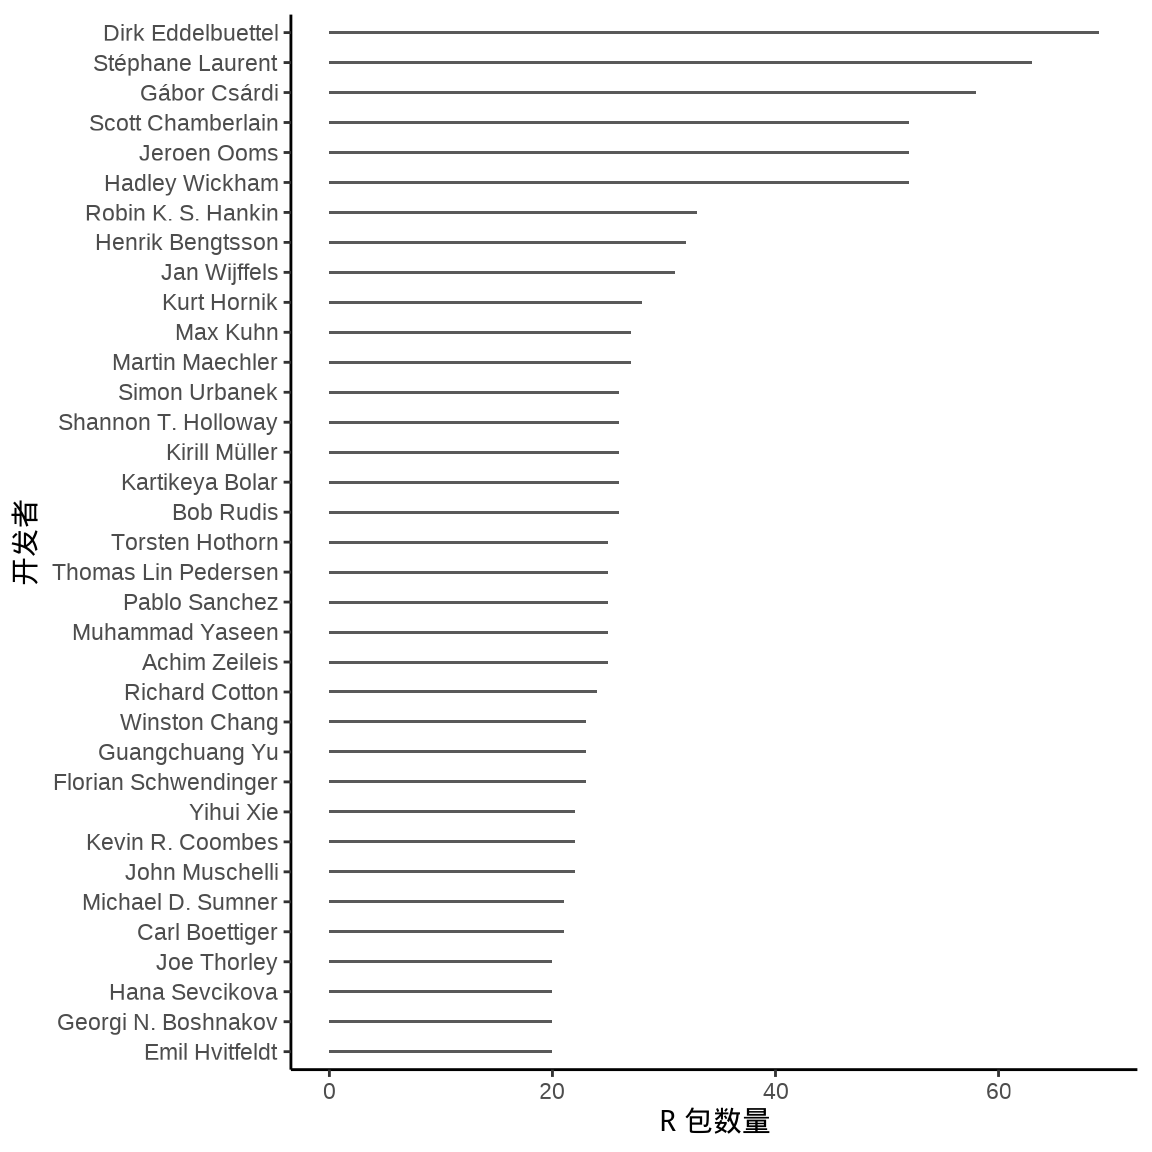 Dirk Eddelbuettel
Stéphane Laurent
Gábor Csárdi
Scott Chamberlain
Jeroen Ooms
Hadley Wickham
Robin K. S. Hankin
Henrik Bengtsson
Jan Wijffels
Kurt Hornik
Max Kuhn
Martin Maechler
Simon Urbanek
Shannon T. Holloway
Kirill Müller
Kartikeya Bolar
Bob Rudis
Torsten Hothorn
Thomas Lin Pedersen
Pablo Sanchez
Muhammad Yaseen
Achim Zeileis
Richard Cotton
Winston Chang
Guangchuang Yu
Florian Schwendinger
Yihui Xie
Kevin R. Coombes
John Muschelli
Michael D. Sumner
Carl Boettiger
Joe Thorley
Hana Sevcikova
Georgi N. Boshnakov
Emil Hvitfeldt
开发者
0 20 40 60
R 包数量